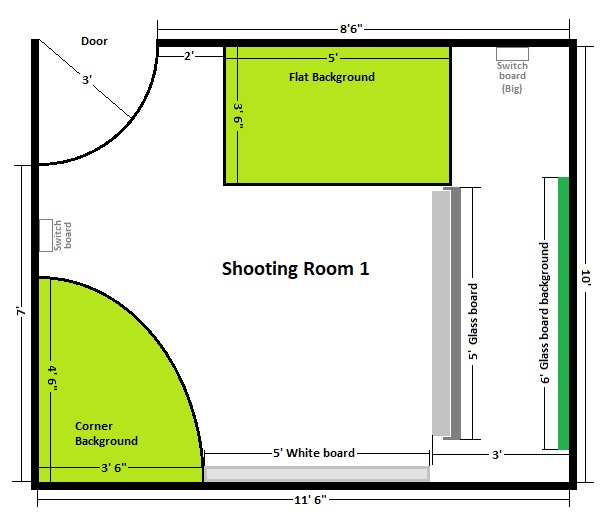 8'6"
Door
2'
5'
3'
Flat Background
3' 6"
Switch
board
(Big)
Switch
board
Shooting Room 1
7'
5' Glass board
6' Glass board background
10'
4' 6"
Corner
Background
3' 6"
5' White board
3'
11' 6"